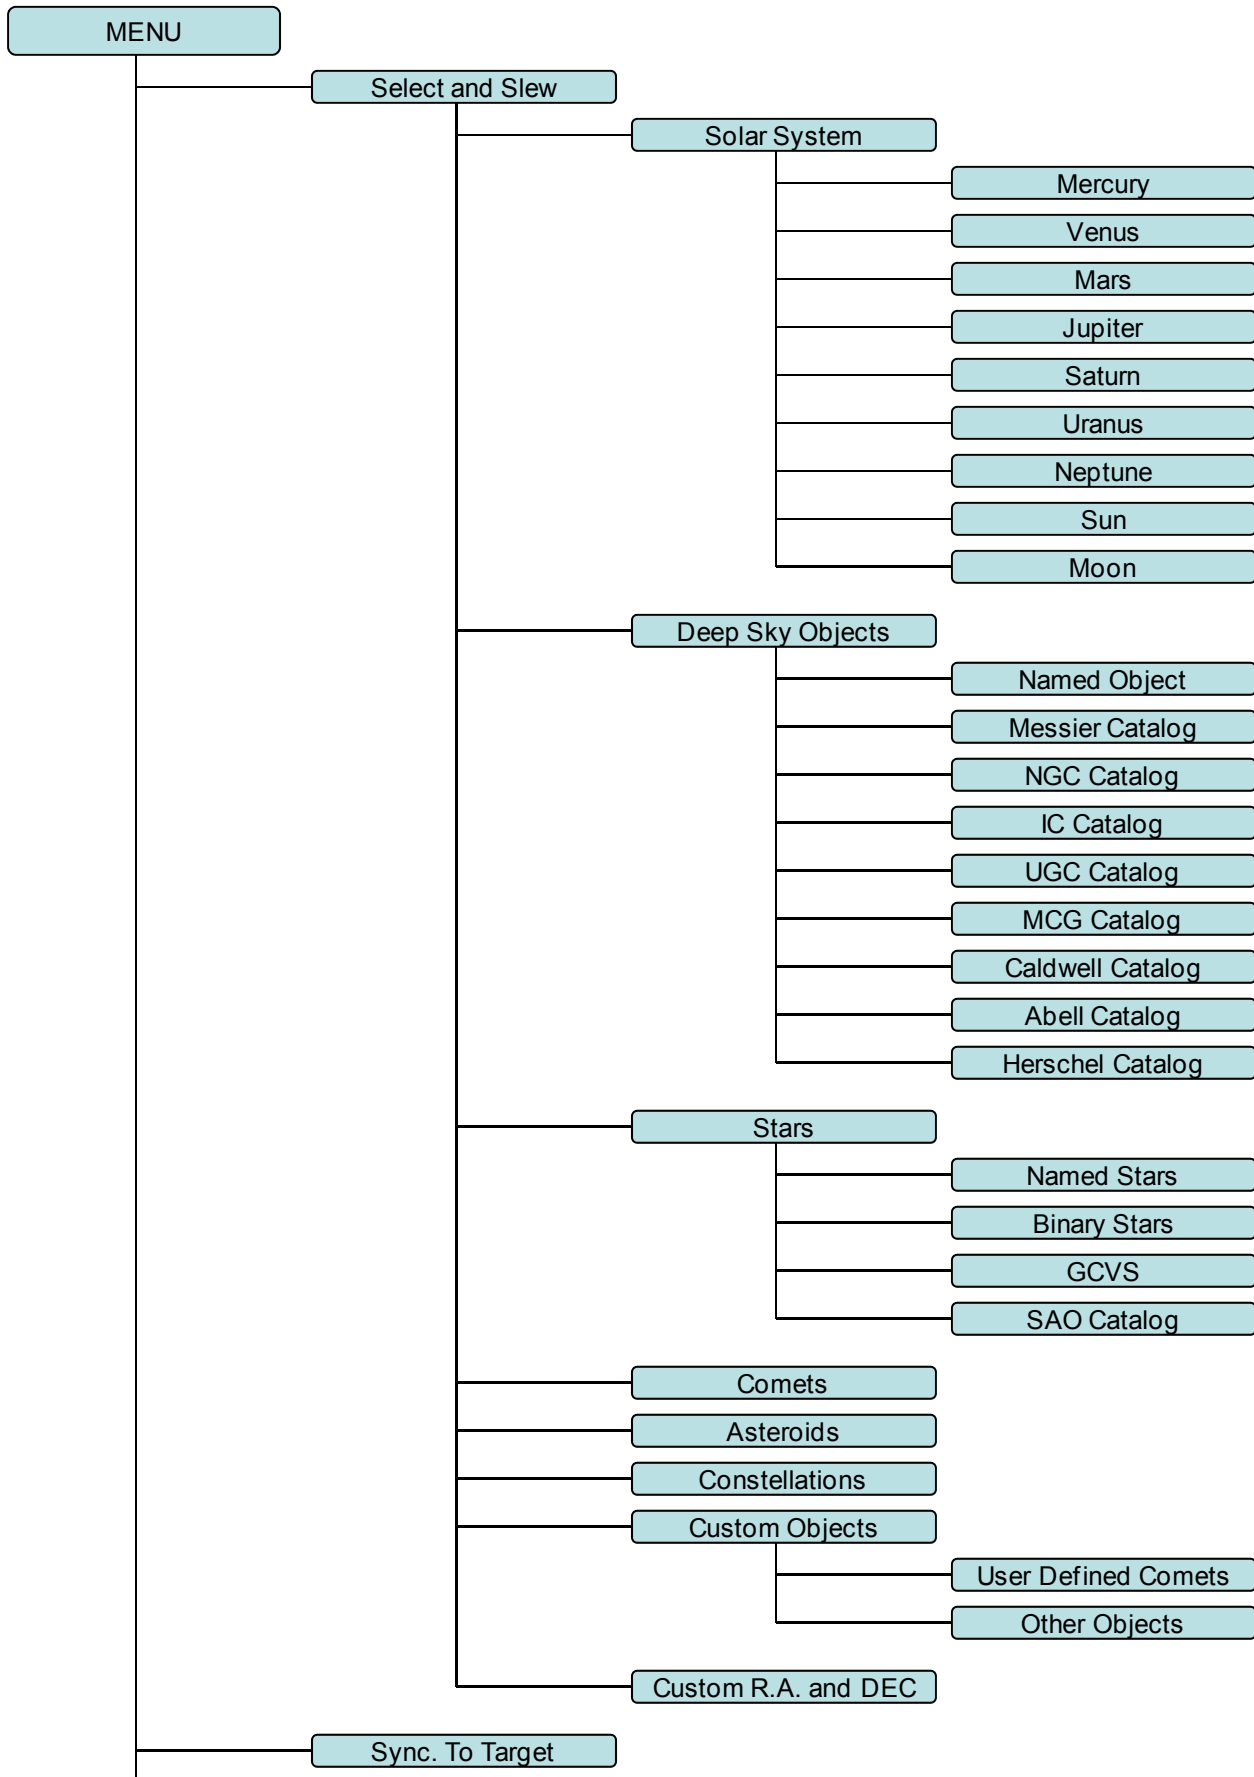 MENU
Select and Slew
Solar System
Mercury
Venus
Mars
Jupiter
Saturn
Uranus
Neptune
Sun
Moon
Deep Sky Objects
Named Object
Messier Catalog
NGC Catalog
IC Catalog
UGC Catalog
MCG Catalog
Caldwell Catalog
Abell Catalog
Herschel Catalog
Stars
Named Stars
Binary Stars
GCVS
SAO Catalog
Comets
Asteroids
Constellations
Custom Objects
User Defined Comets
Other Objects
Custom R.A. and DEC
Sync. To Target